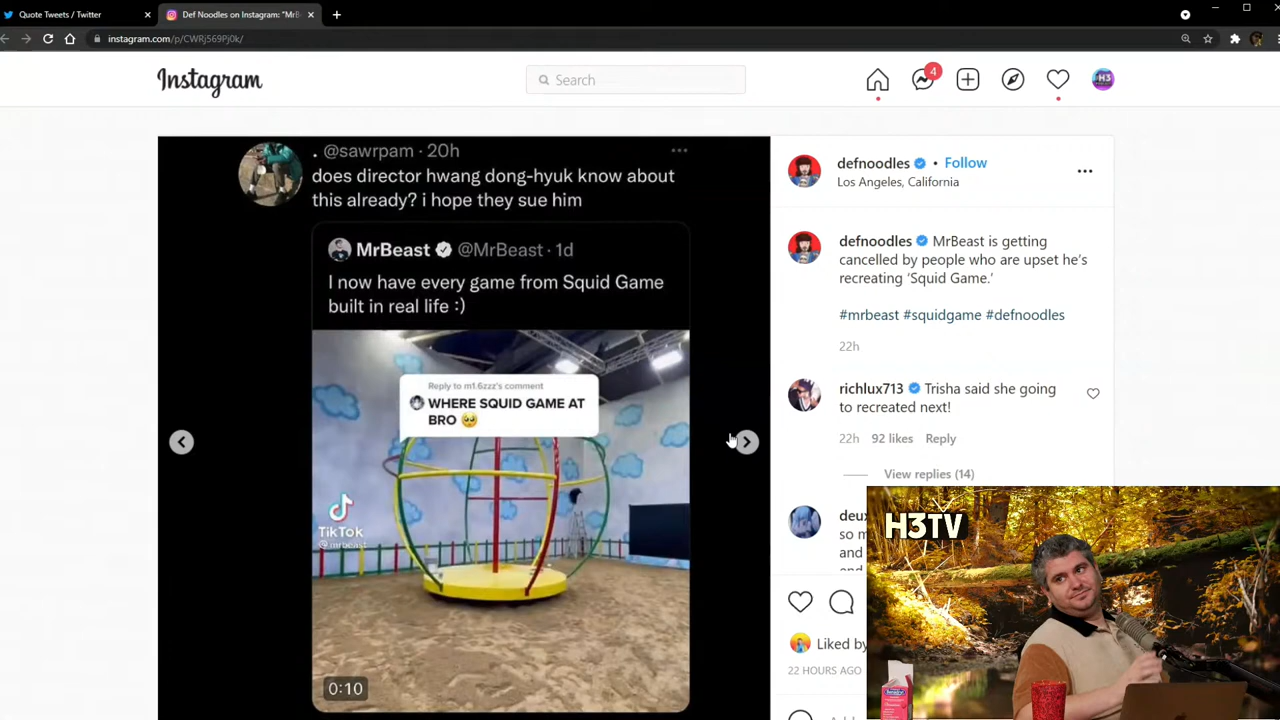 Quote Tweets / Twitter
Def Noodles on Instagram: "MrB
instagram.com/p/CWRj569Pj0k/
Instagram
Search
4
H3
. @sawrpam · 20h
does director hwang dong-hyuk know about
this already? i hope they sue him
MrBeast @MrBeast · 1d
I now have every game from Squid Game
built in real life :)
Reply to m1.6zzz's comment
WHERE SQUID GAME AT
BRO 🥺
TikTok
@mrbeast
0:10
defnoodles • Follow
Los Angeles, California
defnoodles MrBeast is getting
cancelled by people who are upset he's
recreating 'Squid Game.'
#mrbeast #squidgame #defnoodles
22h
richlux713 Trisha said she going
to recreated next!
22h 92 likes Reply
View replies (14)
deux
so m
and
end
Liked by
22 HOURS AGO
H3TV